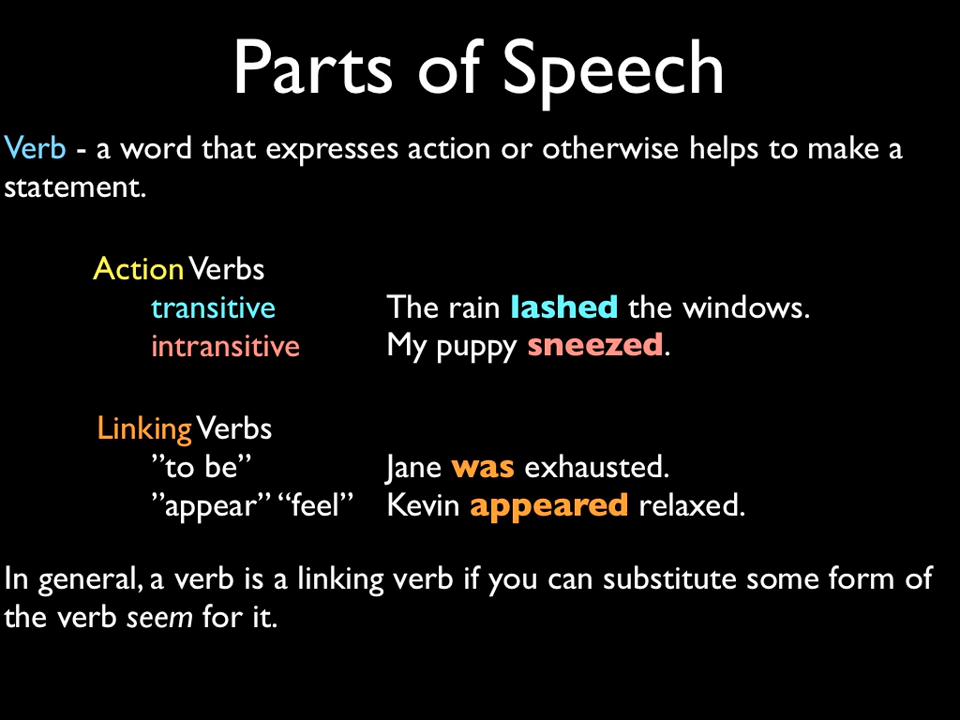 Parts of Speech
Verb - a word that expresses action or otherwise helps to make a
statement.
Action Verbs
transitive The rain lashed the windows.
intransitive My puppy sneezed.
Linking Verbs
”to be” Jane was exhausted.
”appear” “feel” Kevin appeared relaxed.
In general, a verb is a linking verb if you can substitute some form of
the verb seem for it.